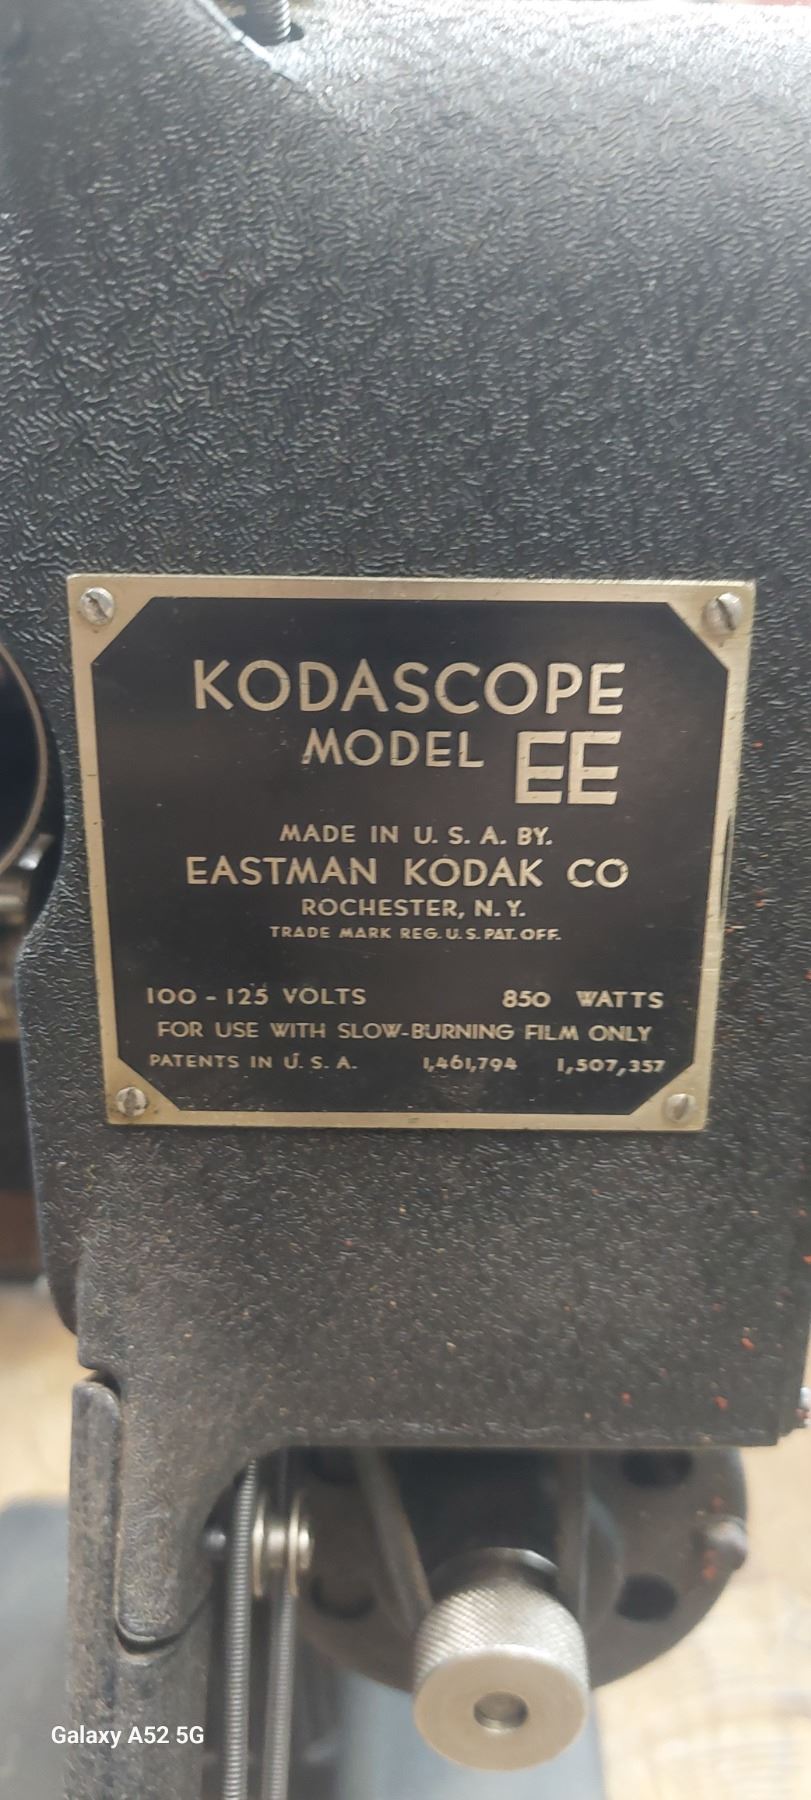 KODASCOPE
MODEL EE
MADE IN U. S. A. BY.
EASTMAN KODAK CO
ROCHESTER, N. Y.
TRADE MARK REG. U. S. PAT. OFF.
100 - 125 VOLTS 850 WATTS
FOR USE WITH SLOW-BURNING FILM ONLY
PATENTS IN U. S. A. 1,461,794 1,507,357
Galaxy A52 5G